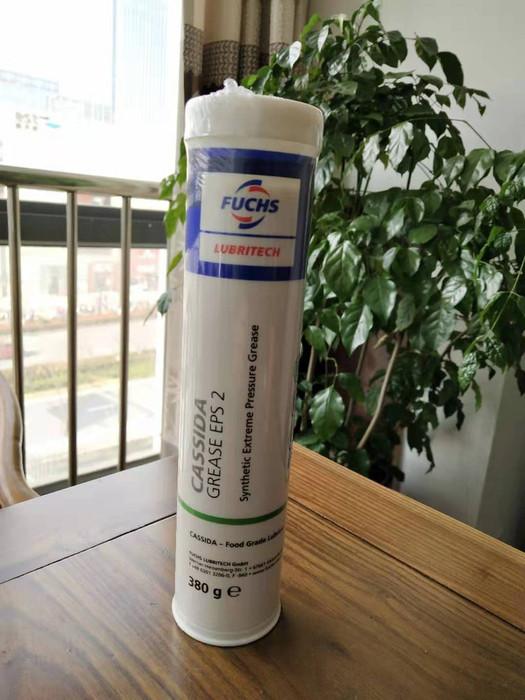 FUCHS
LUBRITECH
CASSIDA
GREASE EPS 2
Synthetic Extreme Pressure Grease
CASSIDA – Food Grade
FUCHS LUBRITECH GmbH
380 g ℮